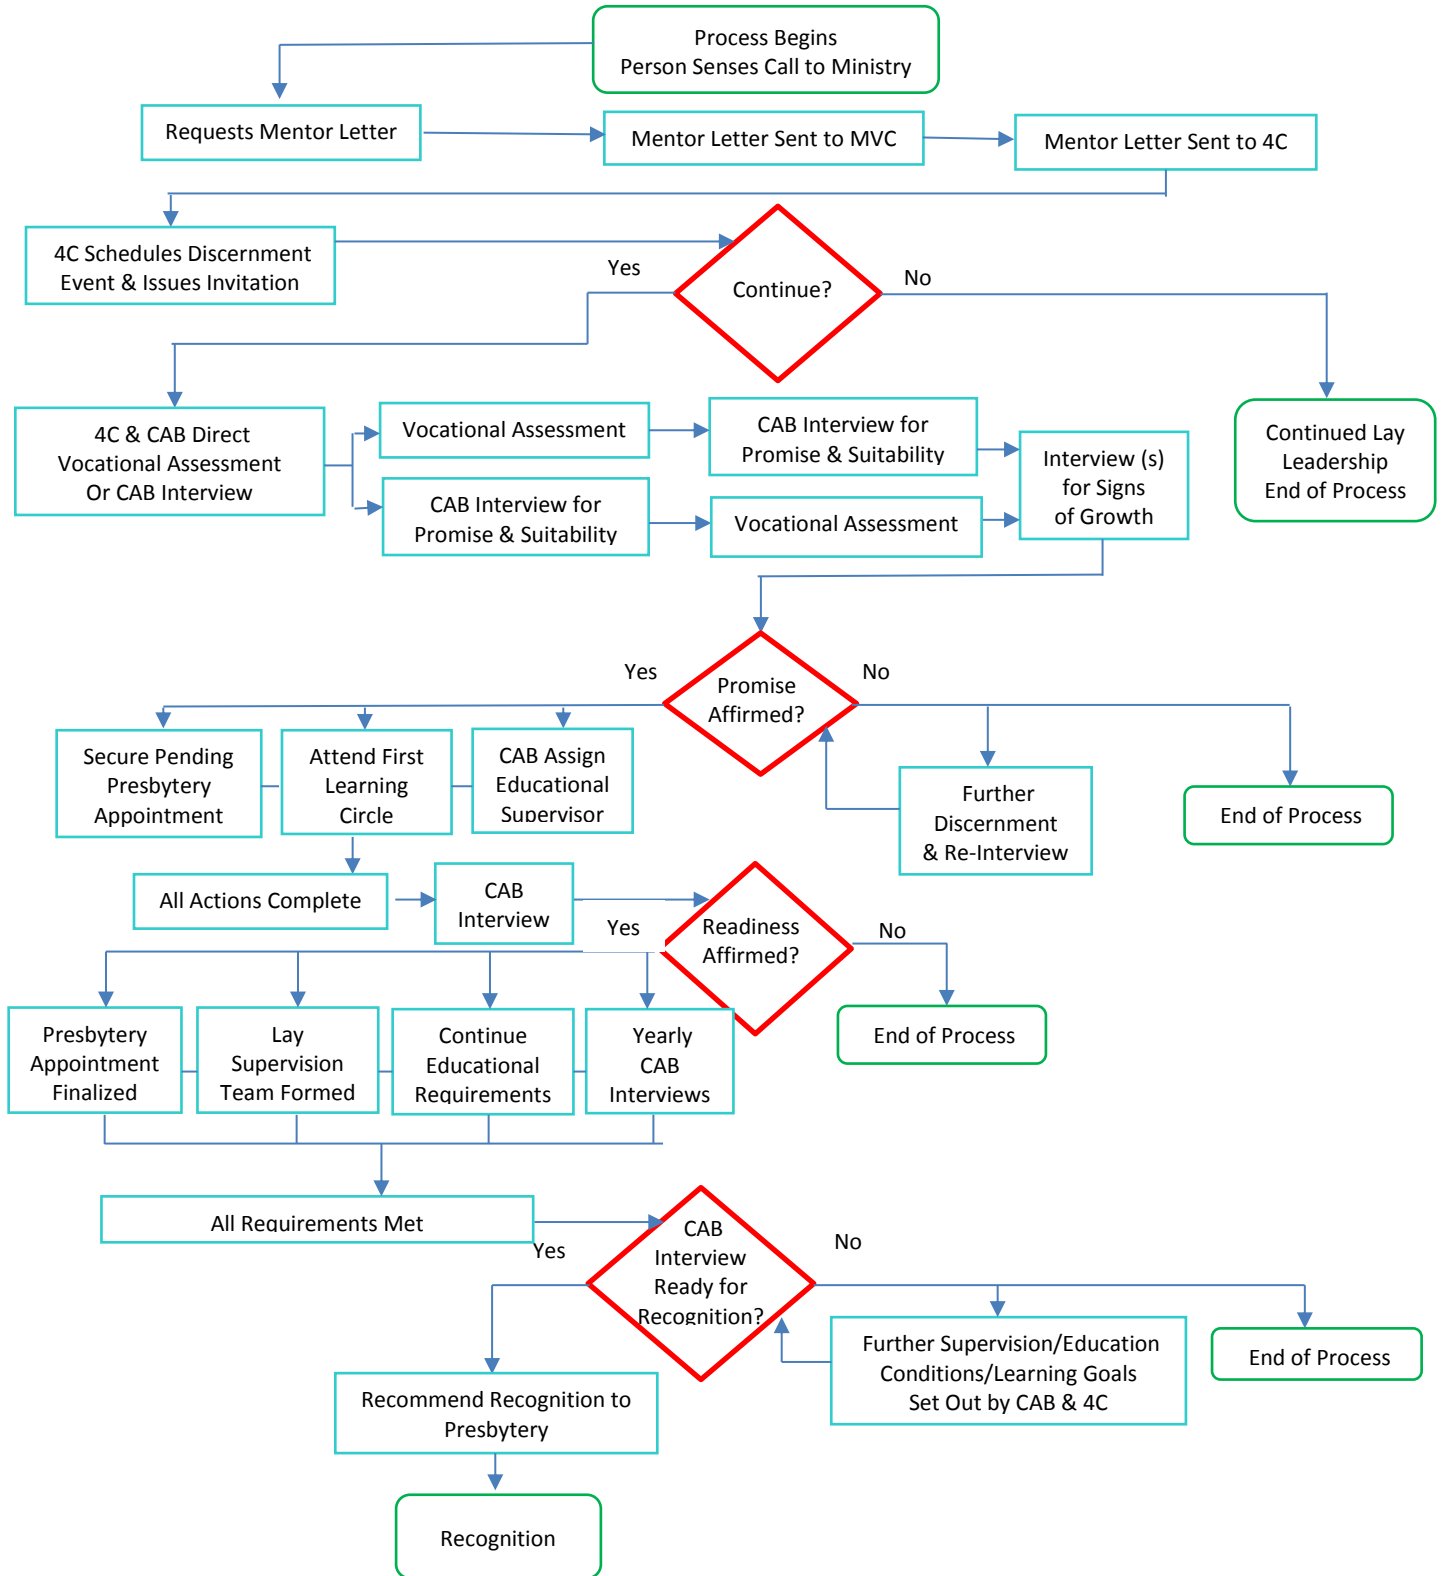 Process Begins
Person Senses Call to Ministry
Requests Mentor Letter
Mentor Letter Sent to MVC
Mentor Letter Sent to 4C
4C Schedules Discernment
Event & Issues Invitation
Yes
Continue?
No
4C & CAB Direct
Vocational Assessment
Or CAB Interview
Vocational Assessment
CAB Interview for
Promise & Suitability
CAB Interview for
Promise & Suitability
Vocational Assessment
Interview (s)
for Signs
of Growth
Continued Lay
Leadership
End of Process
Yes
Promise
Affirmed?
No
Secure Pending
Presbytery
Appointment
Attend First
Learning
Circle
CAB Assign
Educational
Supervisor
Further
Discernment
& Re-Interview
End of Process
All Actions Complete
CAB
Interview
Yes
Readiness
Affirmed?
No
Presbytery
Appointment
Finalized
Lay
Supervision
Team Formed
Continue
Educational
Requirements
Yearly
CAB
Interviews
End of Process
All Requirements Met
Yes
CAB
Interview
Ready for
Recognition?
No
Recommend Recognition to
Presbytery
Further Supervision/Education
Conditions/Learning Goals
Set Out by CAB & 4C
End of Process
Recognition